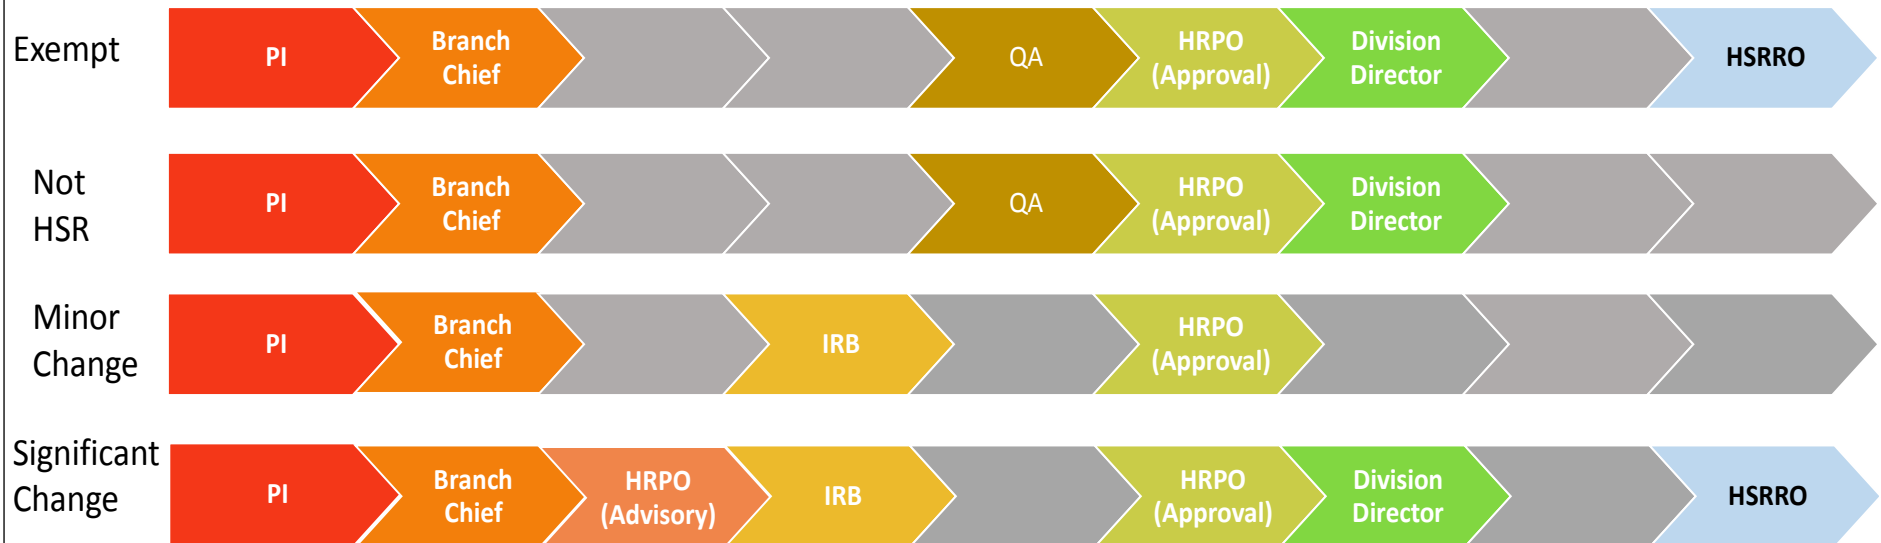 Exempt
PI
Branch
Chief
QA
HRPO
(Approval)
Division
Director
HSRRO
Not
HSR
PI
Branch
Chief
QA
HRPO
(Approval)
Division
Director
Minor
Change
PI
Branch
Chief
IRB
HRPO
(Approval)
Significant
Change
PI
Branch
Chief
HRPO
(Advisory)
IRB
HRPO
(Approval)
Division
Director
HSRRO